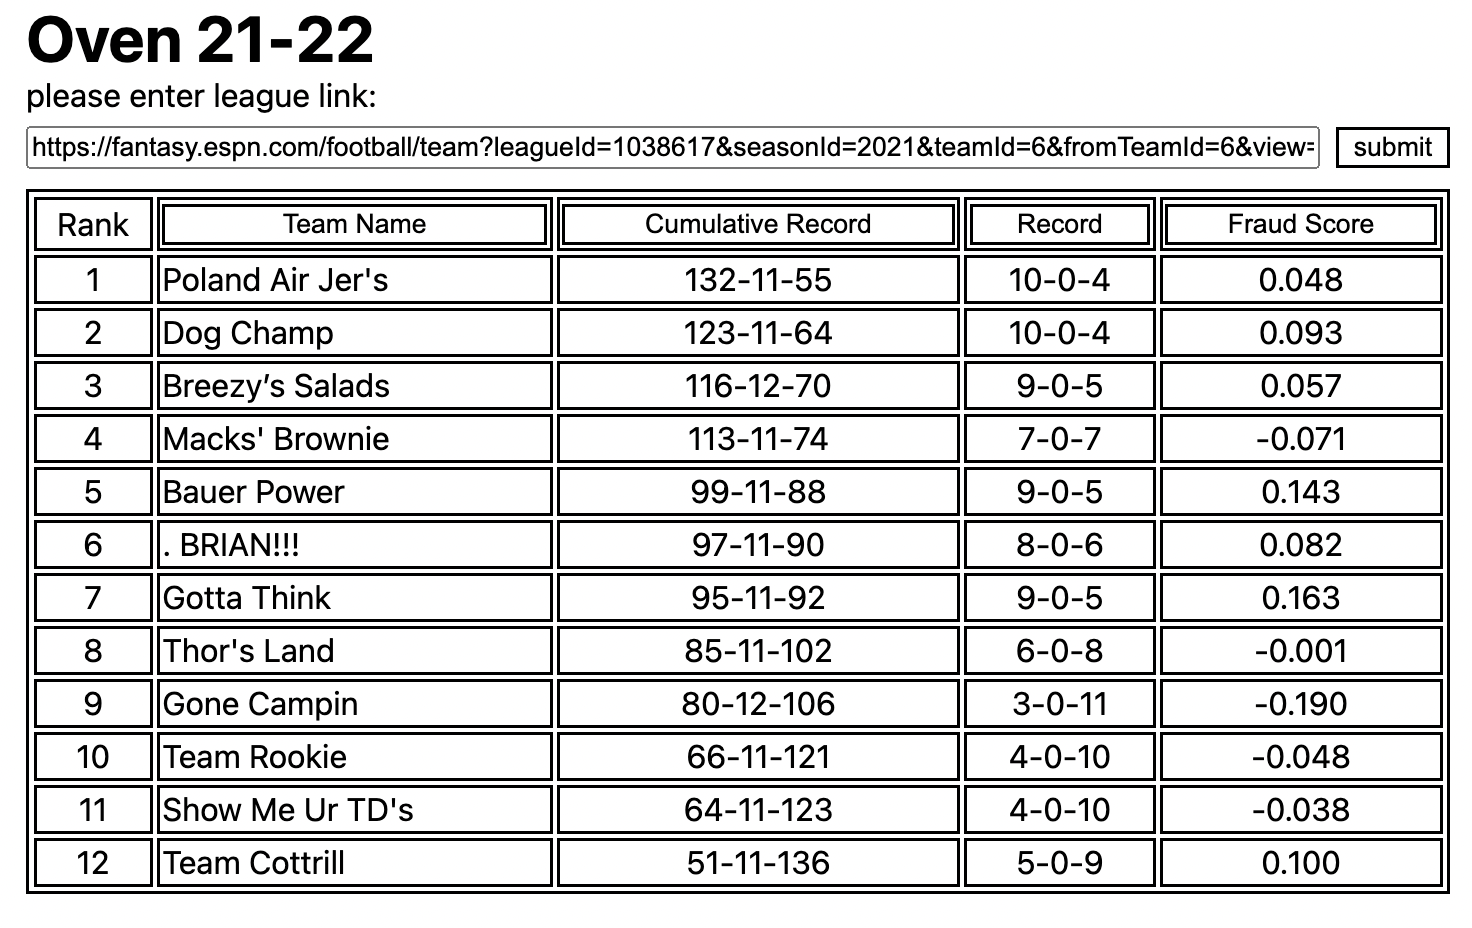 Oven 21-22
please enter league link:
https://fantasy.espn.com/football/team?leagueId=1038617&seasonId=2021&teamId=6&fromTeamId=6&view= submit
Rank Team Name Cumulative Record Record Fraud Score
1 Poland Air Jer's 132-11-55 10-0-4 0.048
2 Dog Champ 123-11-64 10-0-4 0.093
3 Breezy’s Salads 116-12-70 9-0-5 0.057
4 Macks' Brownie 113-11-74 7-0-7 -0.071
5 Bauer Power 99-11-88 9-0-5 0.143
6 . BRIAN!!! 97-11-90 8-0-6 0.082
7 Gotta Think 95-11-92 9-0-5 0.163
8 Thor's Land 85-11-102 6-0-8 -0.001
9 Gone Campin 80-12-106 3-0-11 -0.190
10 Team Rookie 66-11-121 4-0-10 -0.048
11 Show Me Ur TD's 64-11-123 4-0-10 -0.038
12 Team Cottrill 51-11-136 5-0-9 0.100